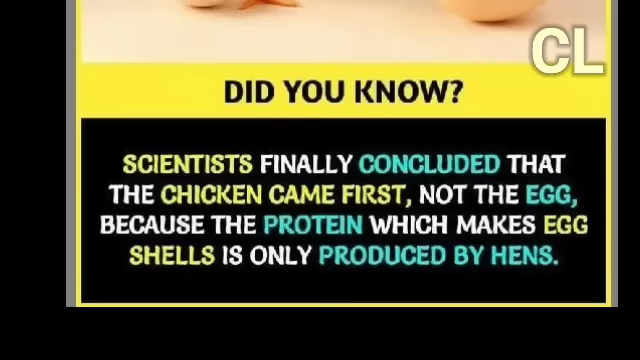 CL
DID YOU KNOW?
SCIENTISTS FINALLY CONCLUDED THAT
THE CHICKEN CAME FIRST, NOT THE EGG,
BECAUSE THE PROTEIN WHICH MAKES EGG
SHELLS IS ONLY PRODUCED BY HENS.